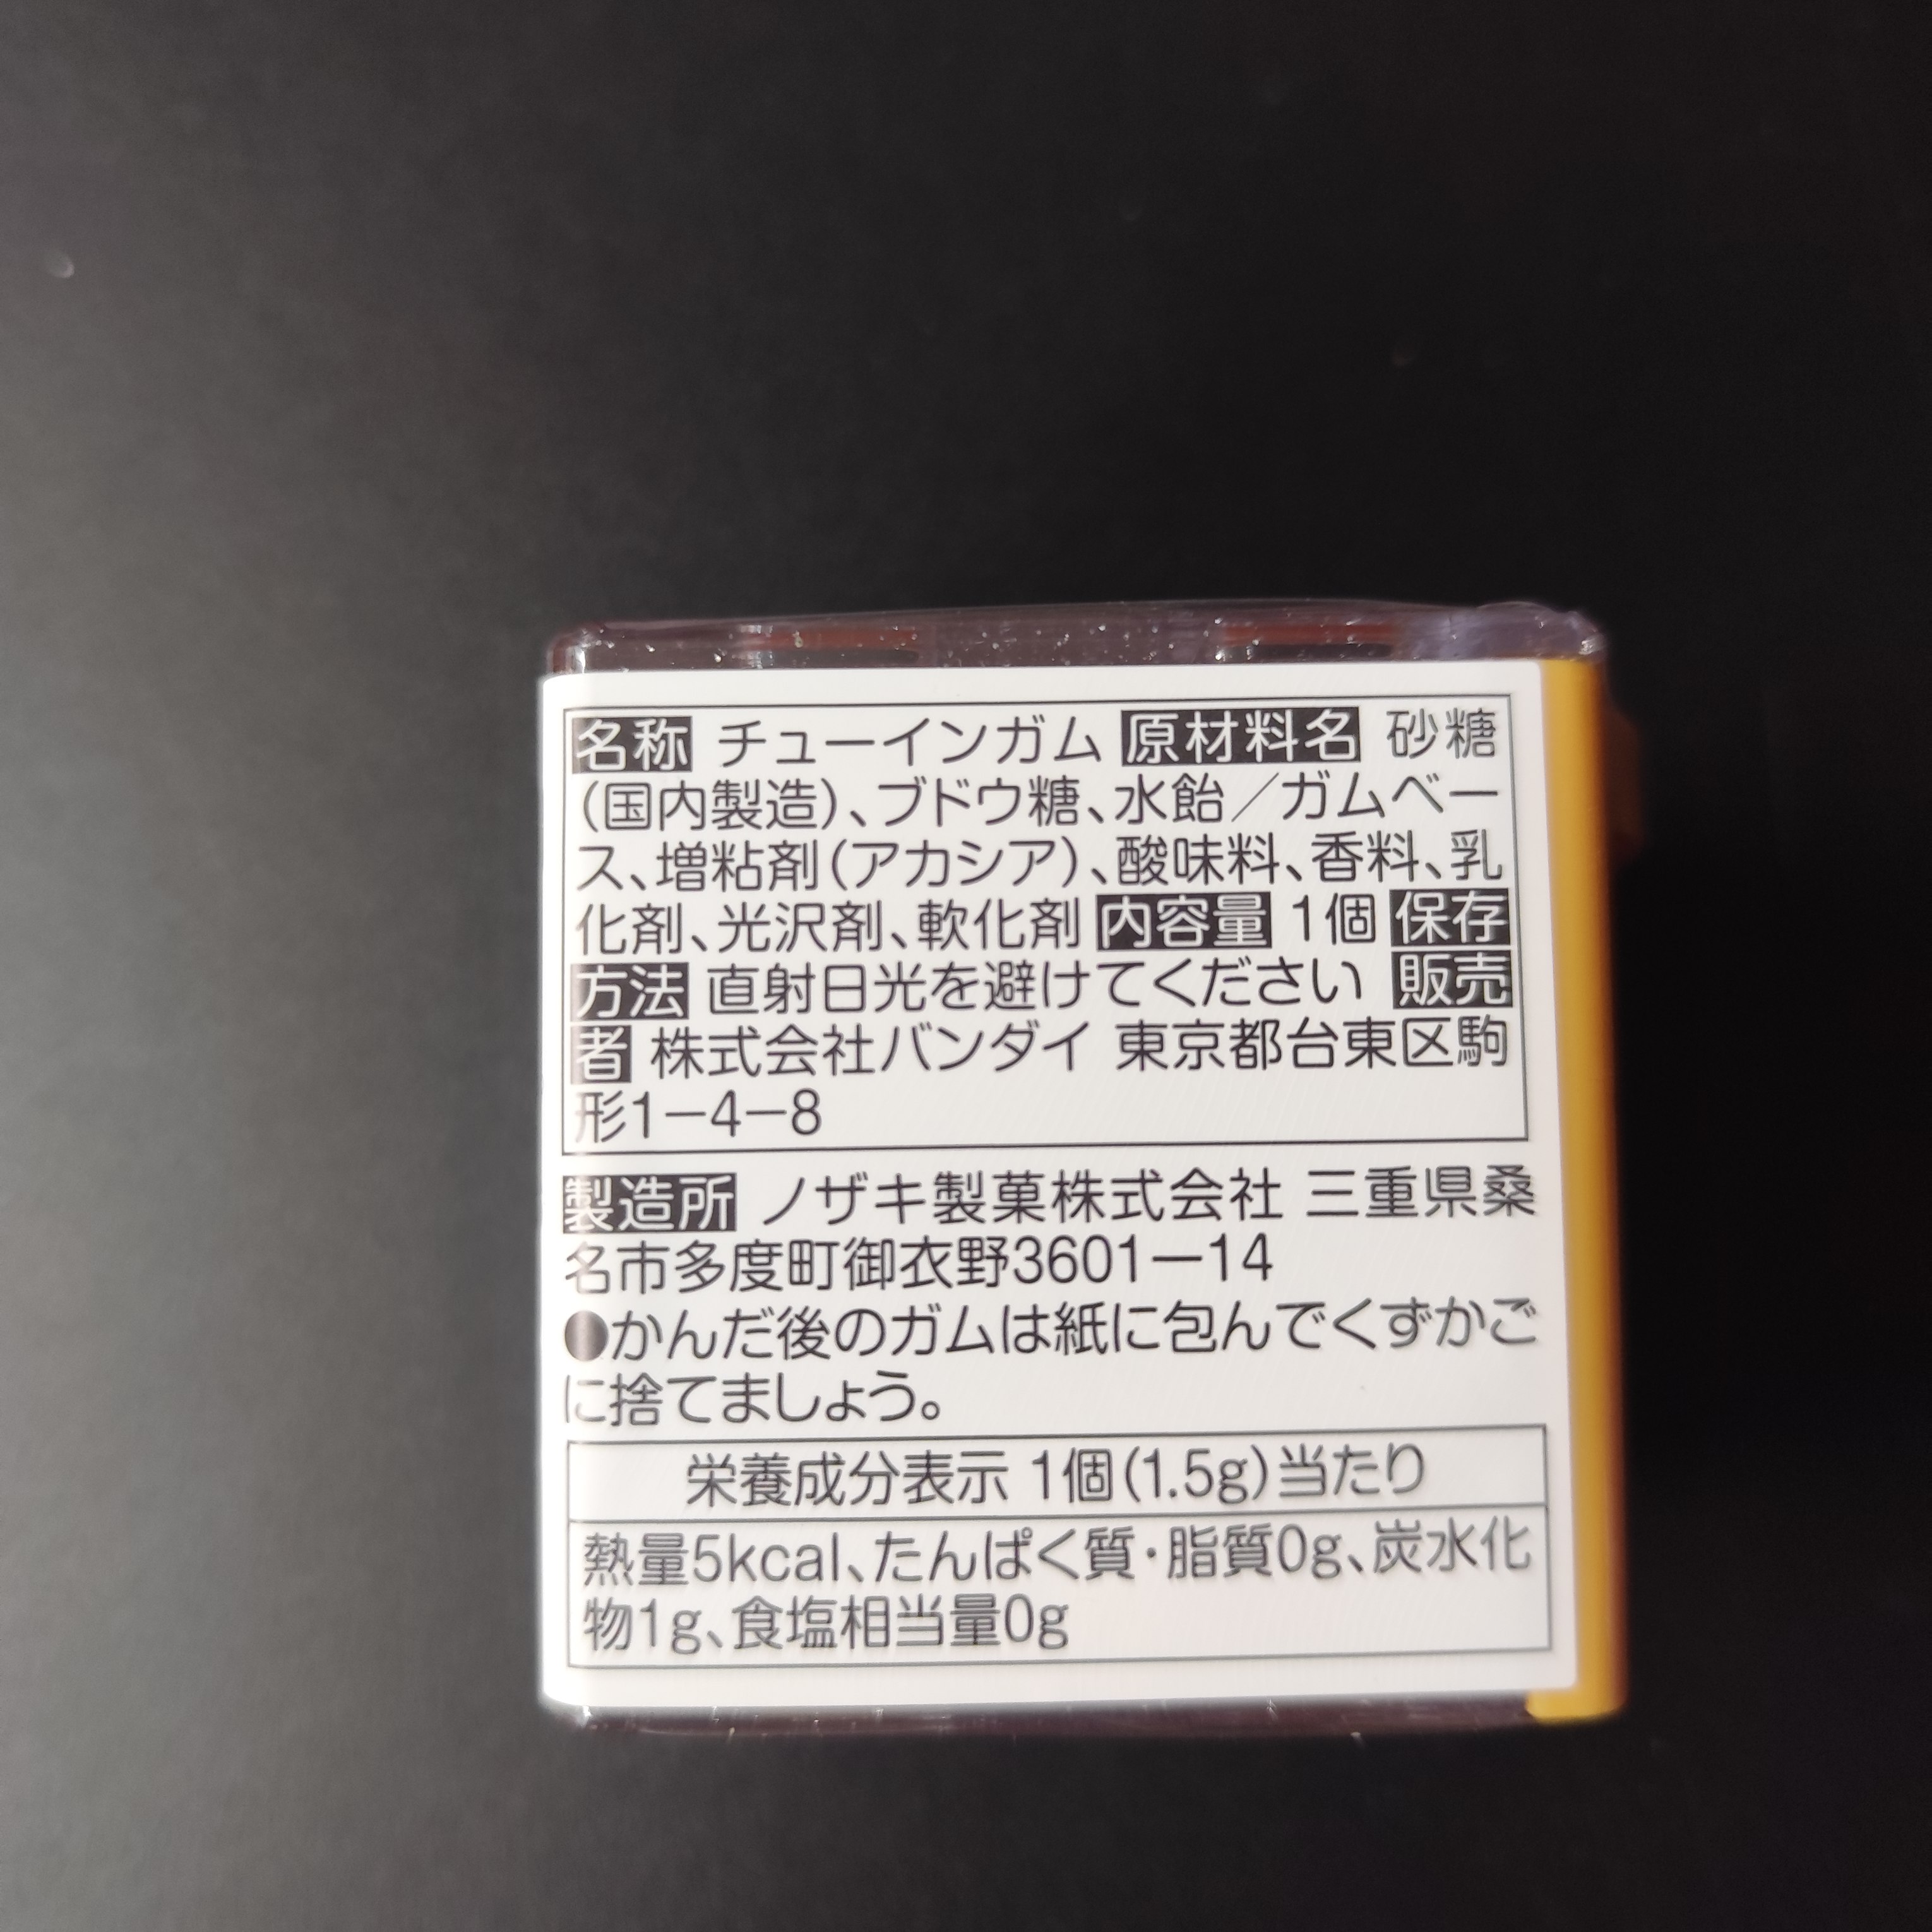 名称 チューインガム 原材料名 砂糖
(国内製造)、ブドウ糖、水飴／ガムベー
ス、増粘剤(アカシア)、酸味料、香料、乳
化剤、光沢剤、軟化剤 内容量 1個 保存
方法 直射日光を避けてください 販売
者 株式会社バンダイ 東京都台東区駒
形1－4－8
製造所 ノザキ製菓株式会社 三重県桑
名市多度町御衣野3601－14
●かんだ後のガムは紙に包んでくずかご
に捨てましょう。
栄養成分表示 1個(1.5g)当たり
熱量5kcal、たんぱく質・脂質0g、炭水化
物1g、食塩相当量0g